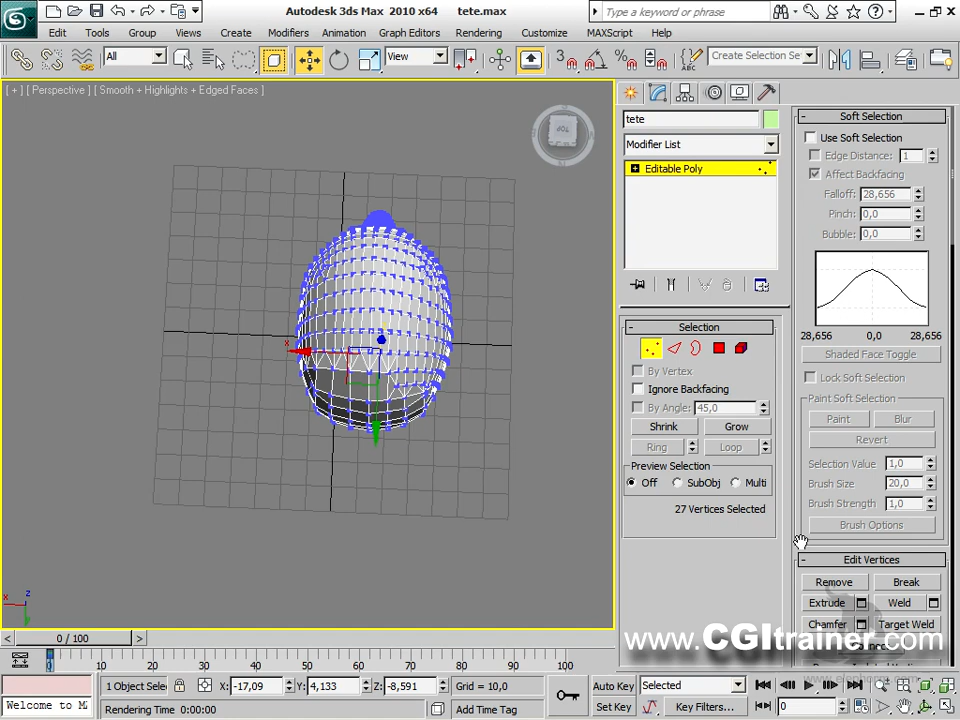 Autodesk 3ds Max 2010 x64 tete.max
Type a keyword or phrase
Edit Tools Group Views Create Modifiers Animation Graph Editors Rendering Customize MAXScript Help
All View Create Selection Se
[ + ] [ Perspective ] [ Smooth + Highlights + Edged Faces ]
TOP
x
z
x
tete
Modifier List
Editable Poly
Selection
By Vertex
Ignore Backfacing
By Angle: 45,0
Shrink Grow
Ring Loop
Preview Selection
Off SubObj Multi
27 Vertices Selected
Soft Selection
Use Soft Selection
Edge Distance: 1
Affect Backfacing
Falloff: 28,656
Pinch: 0,0
Bubble: 0,0
28,656 0,0 28,656
Shaded Face Toggle
Lock Soft Selection
Paint Soft Selection
Paint Blur
Revert
Selection Value 1,0
Brush Size 20,0
Brush Strength 1,0
Brush Options
Edit Vertices
Remove Break
Extrude Weld
Chamfer Target Weld
www.CGItrainer.com
0 / 100
0 10 20 30 40 50 60 70 80 90 100
1 Object Sele X: -17,09 Y: 4,133 Z: -8,591 Grid = 10,0 Auto Key Selected
Welcome to M Rendering Time 0:00:00 Add Time Tag Set Key Key Filters... 0